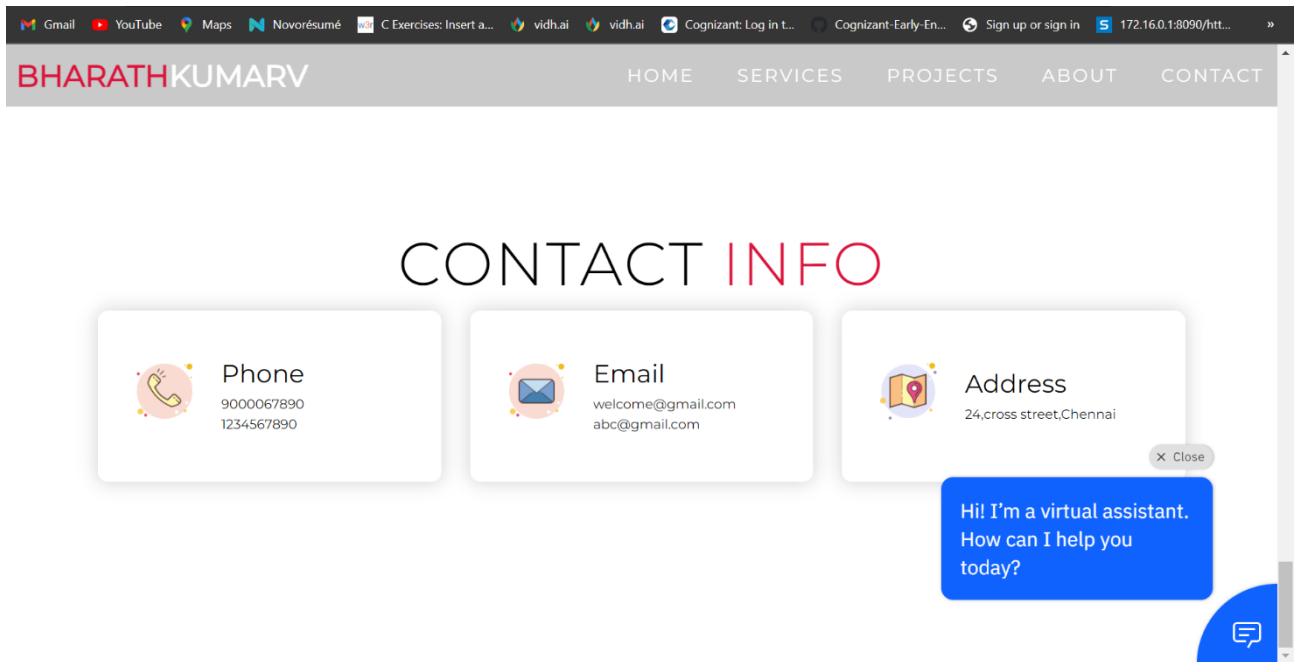 Gmail YouTube Maps Novorésumé w3r C Exercises: Insert a... vidh.ai vidh.ai Cognizant: Log in t... Cognizant-Early-En... Sign up or sign in S 172.16.0.1:8090/htt... »
BHARATHKUMARV HOME SERVICES PROJECTS ABOUT CONTACT
CONTACT INFO
Phone
9000067890
1234567890
Email
welcome@gmail.com
abc@gmail.com
Address
24,cross street,Chennai
× Close
Hi! I’m a virtual assistant.
How can I help you
today?